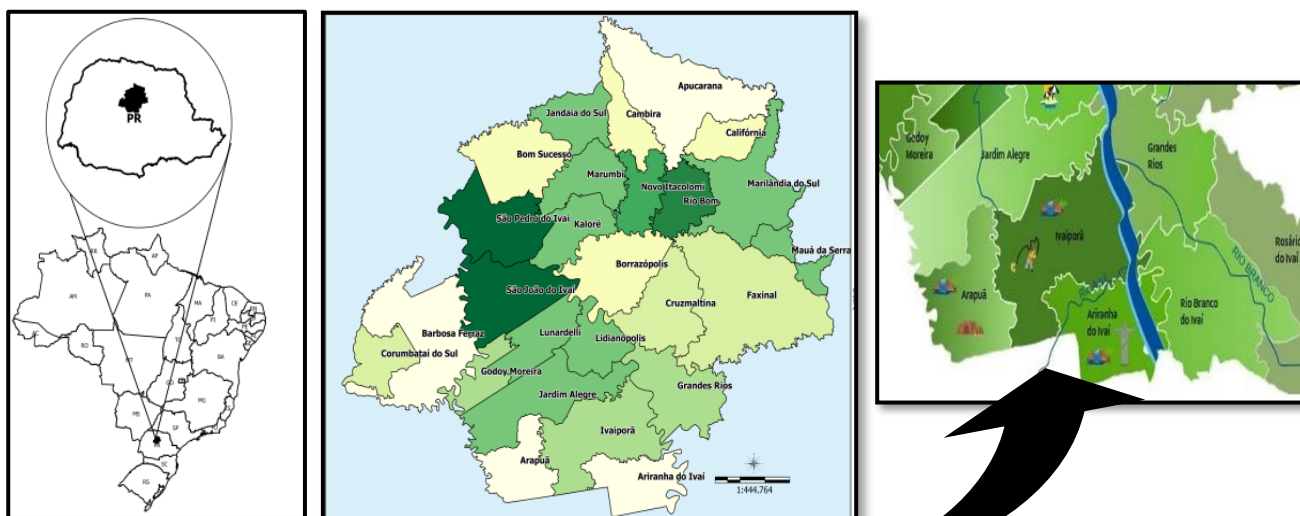 PR
RR
AP
AM
PA
MA
CE
PI
AC
RO
TO
MT
BA
GO
MG
MS
SP
PR
SC
RS
Apucarana
Jandaia do Sul
Cambira
Califórnia
Bom Sucesso
Marumbi
Novo Itacolomi
Marilândia do Sul
Rio Bom
São Pedro do Ivaí
Kaloré
Mauá da Serra
Borrazópolis
São João do Ivaí
Cruzmaltina
Faxinal
Barbosa Ferraz
Lunardelli
Lidianópolis
Corumbataí do Sul
Godoy Moreira
Grandes Rios
Jardim Alegre
Ivaiporã
Arapuã
Ariranha do Ivaí
1:444.764
Godoy
Moreira
Jardim Alegre
Grandes
Rios
Ivaiporã
Rosário
do Ivaí
RIO BRANCO
Arapuã
Ariranha
do Ivaí
Rio Branco
do Ivaí